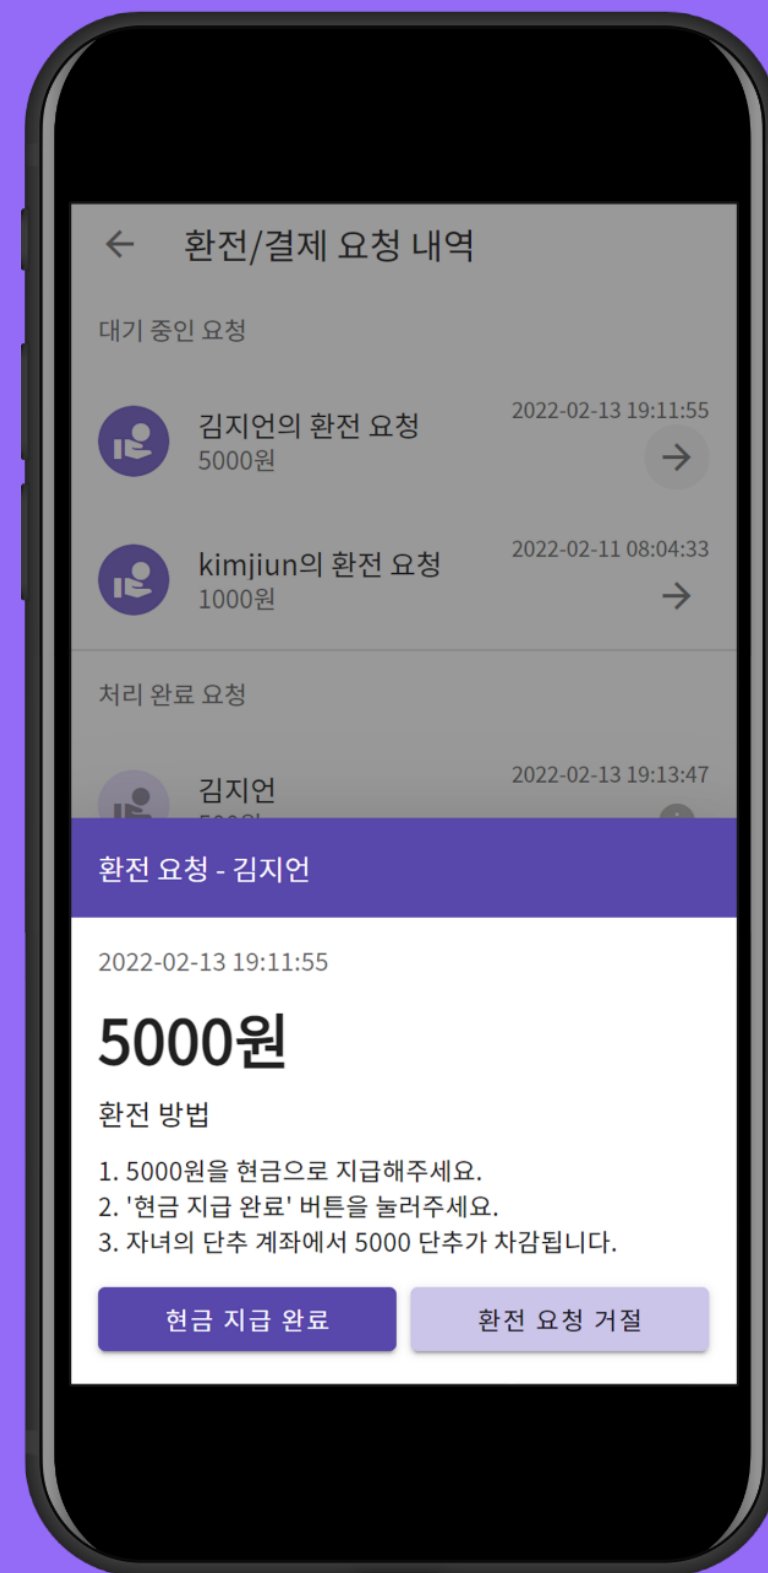 환전/결제 요청 내역
대기 중인 요청
김지언의 환전 요청
2022-02-13 19:11:55
5000원
kimjiun의 환전 요청
2022-02-11 08:04:33
1000원
처리 완료 요청
김지언
2022-02-13 19:13:47
환전 요청 - 김지언
2022-02-13 19:11:55
5000원
환전 방법
1. 5000원을 현금으로 지급해주세요.
2. '현금 지급 완료' 버튼을 눌러주세요.
3. 자녀의 단추 계좌에서 5000 단추가 차감됩니다.
현금 지급 완료
환전 요청 거절